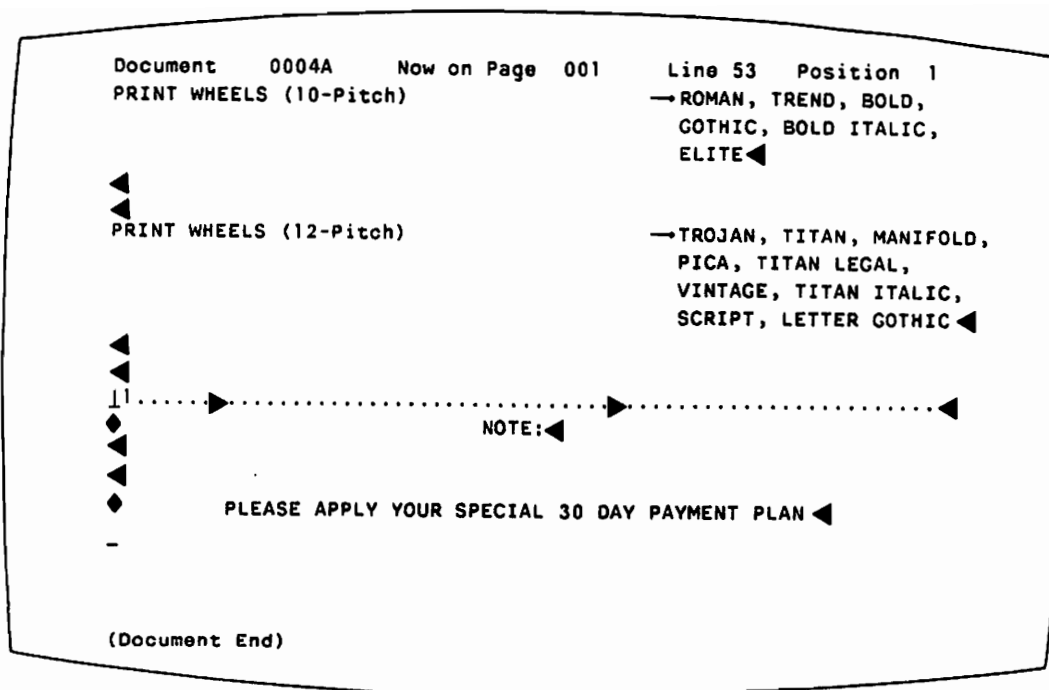 Document 0004A Now on Page 001 Line 53 Position 1
PRINT WHEELS (10-Pitch) →ROMAN, TREND, BOLD,
GOTHIC, BOLD ITALIC,
ELITE◀
◀
◀
PRINT WHEELS (12-Pitch) →TROJAN, TITAN, MANIFOLD,
PICA, TITAN LEGAL,
VINTAGE, TITAN ITALIC,
SCRIPT, LETTER GOTHIC◀
◀
◀
⊥1......▶.............................▶.......................◀
◆ NOTE:◀
◀
◀
◆ PLEASE APPLY YOUR SPECIAL 30 DAY PAYMENT PLAN◀
_
(Document End)